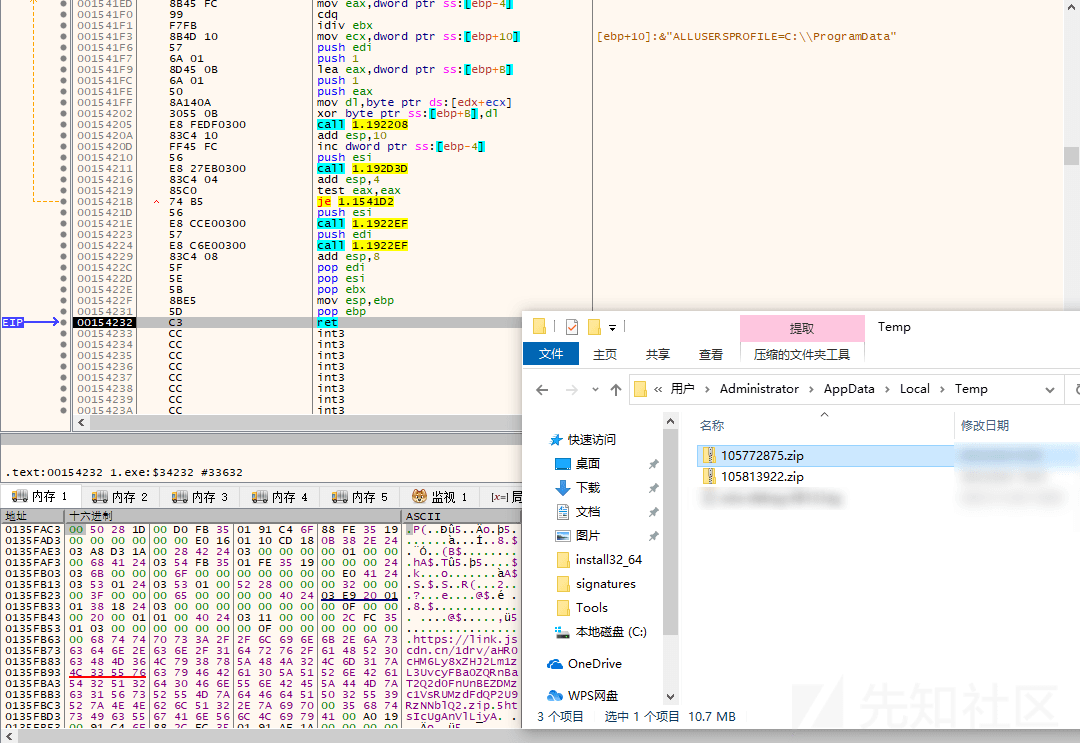 001541ED 8B45 FC mov eax,dword ptr ss:[ebp-4]
001541F0 99 cdq
001541F1 F7FB idiv ebx
001541F3 8B4D 10 mov ecx,dword ptr ss:[ebp+10] [ebp+10]:&"ALLUSERSPROFILE=C:\\ProgramData"
001541F6 57 push edi
001541F7 6A 01 push 1
001541F9 8D45 0B lea eax,dword ptr ss:[ebp+B]
001541FC 6A 01 push 1
001541FE 50 push eax
001541FF 8A140A mov dl,byte ptr ds:[edx+ecx]
00154202 3055 0B xor byte ptr ss:[ebp+B],dl
00154205 E8 FEDF0300 call 1.192208
0015420A 83C4 10 add esp,10
0015420D FF45 FC inc dword ptr ss:[ebp-4]
00154210 56 push esi
00154211 E8 27EB0300 call 1.192D3D
00154216 83C4 04 add esp,4
00154219 85C0 test eax,eax
0015421B 74 B5 je 1.1541D2
0015421D 56 push esi
0015421E E8 CCE00300 call 1.1922EF
00154223 57 push edi
00154224 E8 C6E00300 call 1.1922EF
00154229 83C4 08 add esp,8
0015422C 5F pop edi
0015422D 5E pop esi
0015422E 5B pop ebx
0015422F 8BE5 mov esp,ebp
00154231 5D pop ebp
EIP 00154232 C3 ret
00154233 CC int3
00154234 CC int3
00154235 CC int3
00154236 CC int3
00154237 CC int3
00154238 CC int3
00154239 CC int3
0015423A CC int3
.text:00154232 1.exe:$34232 #33632
内存 1 内存 2 内存 3 内存 4 内存 5 监视 1 [x=] 局
地址 十六进制 ASCII
0135FAC3 00 50 28 1D 00 D0 FB 35 01 91 C4 6F 88 FE 35 19
0135FAD3 00 00 00 00 00 00 E0 16 01 10 CD 18 0B 38 2E 24
0135FAE3 03 A8 D3 1A 00 28 42 24 03 00 00 00 00 01 00 00
0135FAF3 00 68 41 24 03 54 FB 35 01 FE 35 19 00 00 00 24
0135FB03 03 6B 00 00 00 6F 00 00 00 00 00 00 E0 41 24
0135FB13 03 53 01 24 03 53 01 00 52 28 00 00 00 32 00 00
0135FB23 00 3F 00 00 00 65 00 00 00 00 40 24 03 E9 20 01
0135FB33 01 38 18 24 03 00 00 00 00 00 00 00 0F 00 00
0135FB43 00 20 00 01 01 00 40 24 03 11 00 00 00 2C FC 35
0135FB53 01 03 00 00 00 00 00 00 0F 00 00 00 00 00 00
0135FB63 00 68 74 74 70 73 3A 2F 2F 6C 69 6E 6B 2E 6A 73 .https://link.js
0135FB73 63 64 6E 2E 63 6E 2F 31 64 72 76 2F 61 48 52 30 cdn.cn/1drv/aHR0
0135FB83 63 48 4D 36 4C 79 38 78 5A 48 4A 32 4C 6D 31 7A cHM6Ly8xZHJ2Lm1z
0135FB93 4C 33 55 76 63 79 46 42 61 30 5A 51 52 6E 42 61 L3UvcyFBa0ZQRnBa
0135FBA3 54 32 51 32 64 30 46 6E 55 6E 42 45 5A 44 4D 7A T2Q2d0FnUnBEZDMz
0135FBB3 63 31 56 73 52 55 4D 7A 64 46 64 51 50 32 55 39 c1VsRUMzdFdQP2U9
0135FBC3 52 7A 4E 4E 62 6C 51 32 2E 7A 69 70 00 35 68 74 RzNNblQ2.zip.5ht
0135FBD3 73 49 63 55 67 41 6E 56 6C 4C 69 79 41 00 A0 19 sIcUgAnVlLiyA. .
提取
Temp
文件 主页 共享 查看 压缩的文件夹工具
« 用户 › Administrator › AppData › Local › Temp
名称 修改日期
快速访问
桌面
下载
文档
图片
install32_64
signatures
Tools
本地磁盘 (C:)
OneDrive
WPS网盘
105772875.zip
105813922.zip
3 个项目 选中 1 个项目 10.7 MB
先知社区